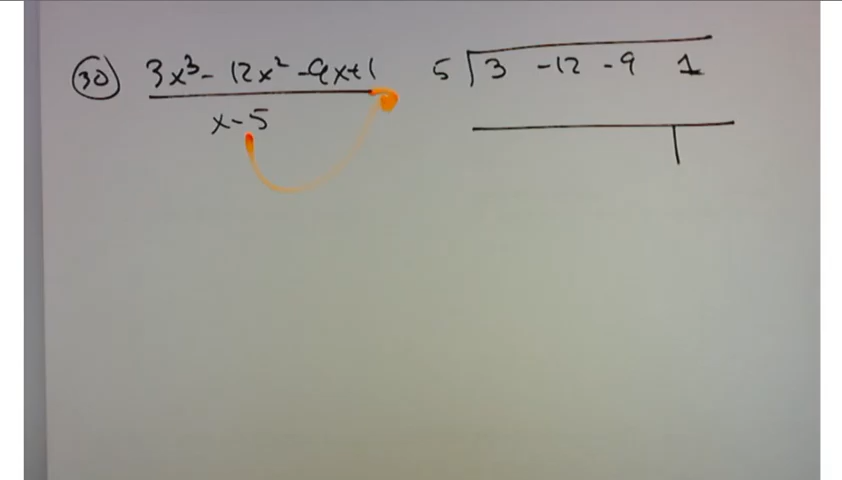 30) 3x³ - 12x² - 9x + 1
x - 5
5 3 -12 -9 1